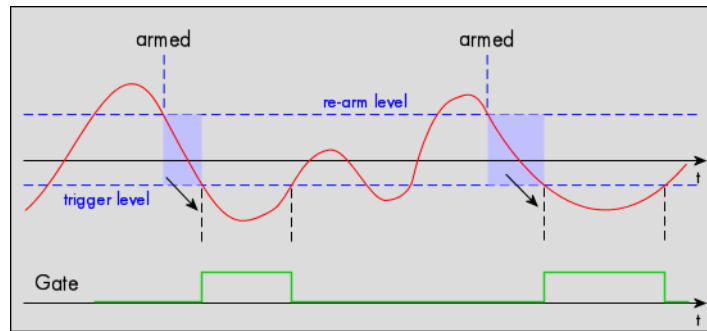 armed
armed
re-arm level
t
trigger level
Gate
t